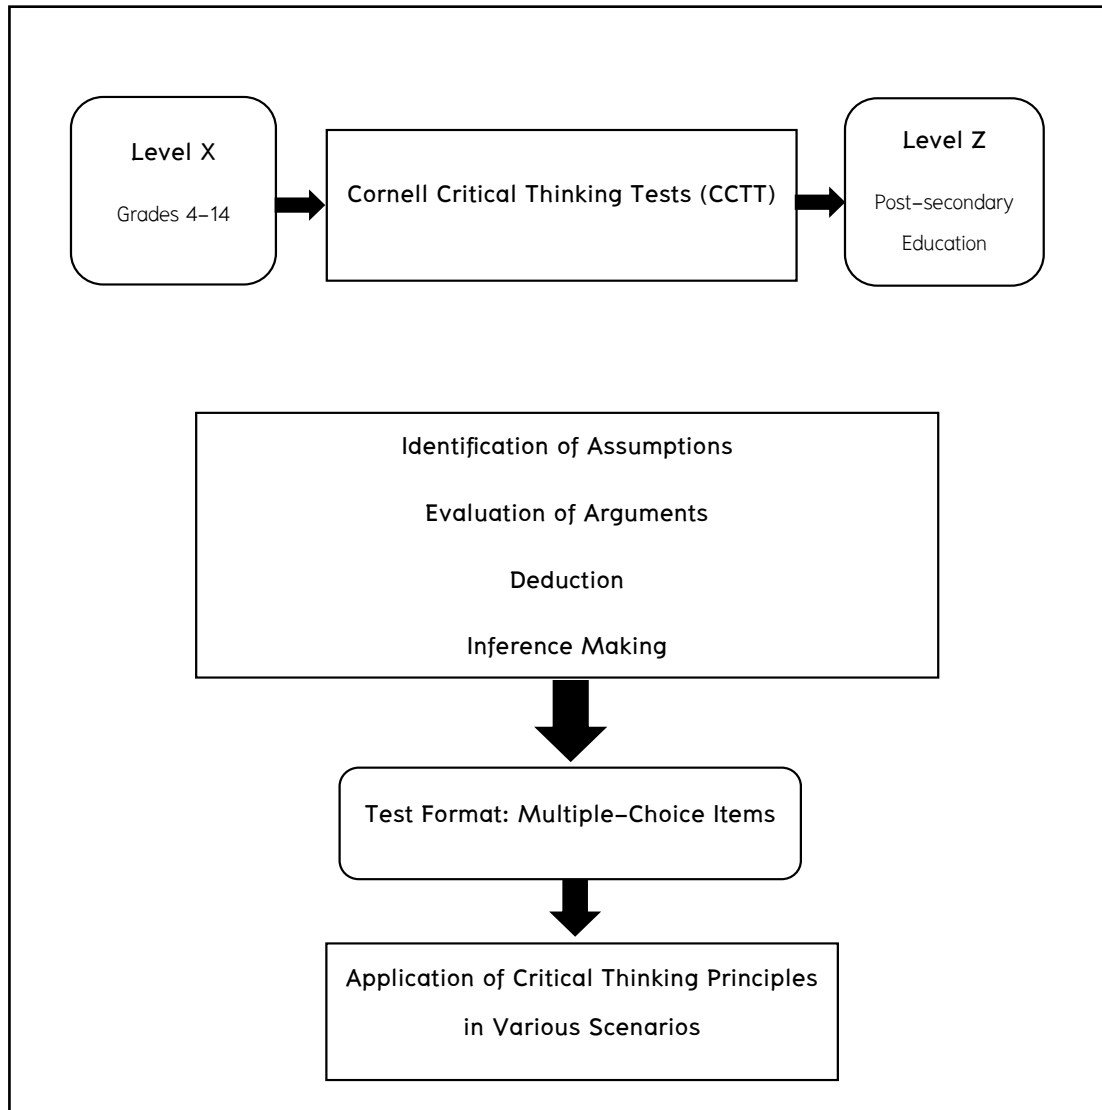 Level X
Grades 4–14
Cornell Critical Thinking Tests (CCTT)
Level Z
Post–secondary
Education
Identification of Assumptions
Evaluation of Arguments
Deduction
Inference Making
Test Format: Multiple–Choice Items
Application of Critical Thinking Principles
in Various Scenarios